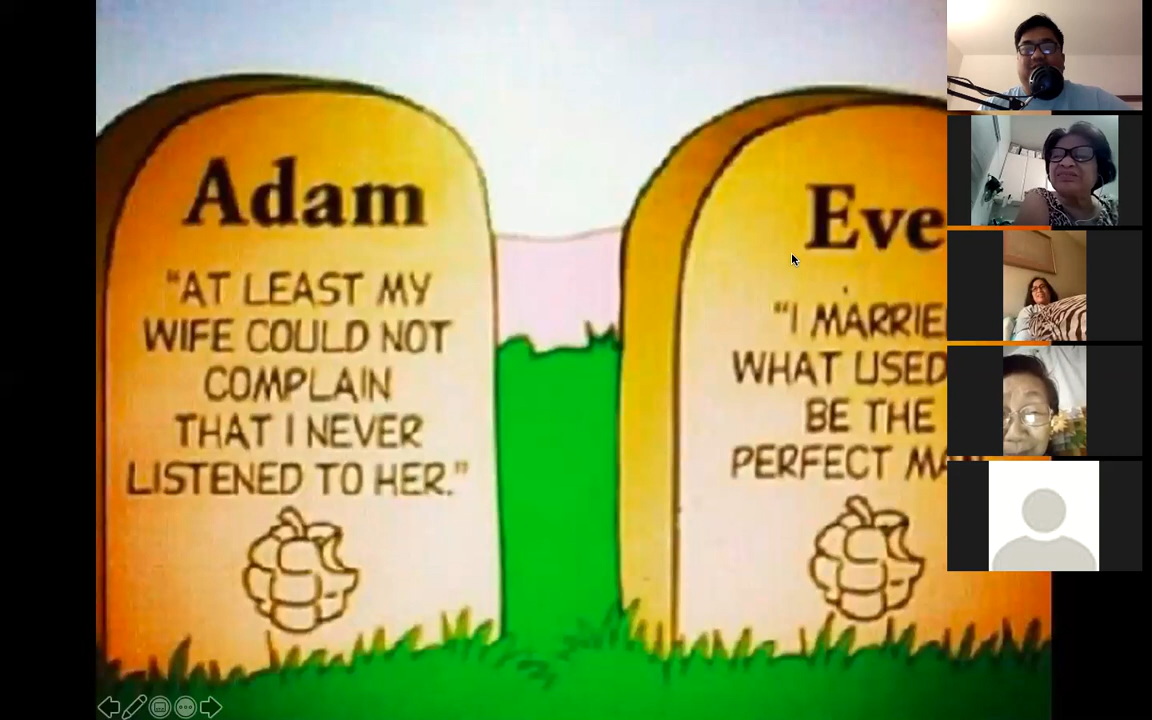 Adam
“AT LEAST MY
WIFE COULD NOT
COMPLAIN
THAT I NEVER
LISTENED TO HER.”
Eve
“I MARRIE
WHAT USED
BE THE
PERFECT MA